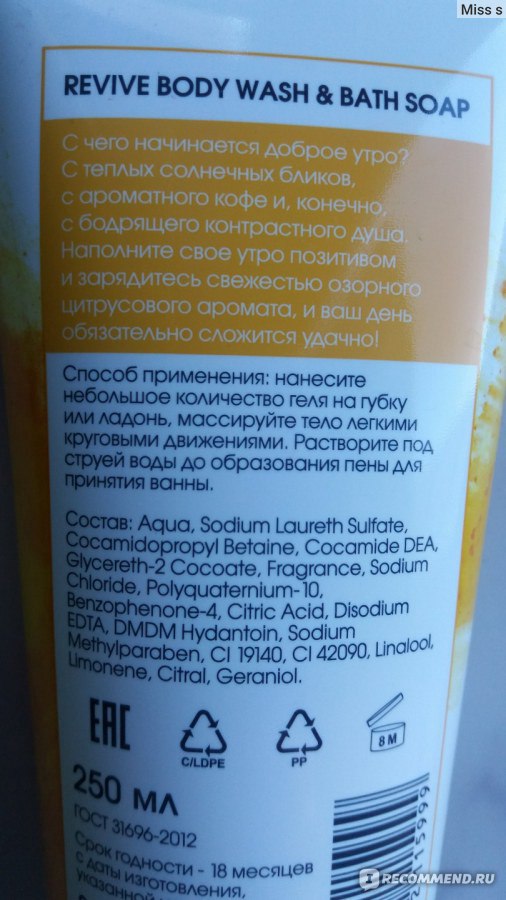 Miss s
REVIVE BODY WASH & BATH SOAP
С чего начинается доброе утро?
С теплых солнечных бликов,
с ароматного кофе и, конечно,
с бодрящего контрастного душа.
Наполните свое утро позитивом
и зарядитесь свежестью озорного
цитрусового аромата, и ваш день
обязательно сложится удачно!
Способ применения: нанесите
небольшое количество геля на губку
или ладонь, массируйте тело легкими
круговыми движениями. Растворите под
струей воды до образования пены для
принятия ванны.
Состав: Aqua, Sodium Laureth Sulfate,
Cocamidopropyl Betaine, Cocamide DEA,
Glycereth-2 Cocoate, Fragrance, Sodium
Chloride, Polyquaternium-10,
Benzophenone-4, Citric Acid, Disodium
EDTA, DMDM Hydantoin, Sodium
Methylparaben, CI 19140, CI 42090, Linalool,
Limonene, Citral, Geraniol.
EAC
C/LDPE
PP
8 M
250 мл
ГОСТ 31696-2012
Срок годности - 18 месяцев
с даты изготовления,
указанной
RECOMMEND.RU